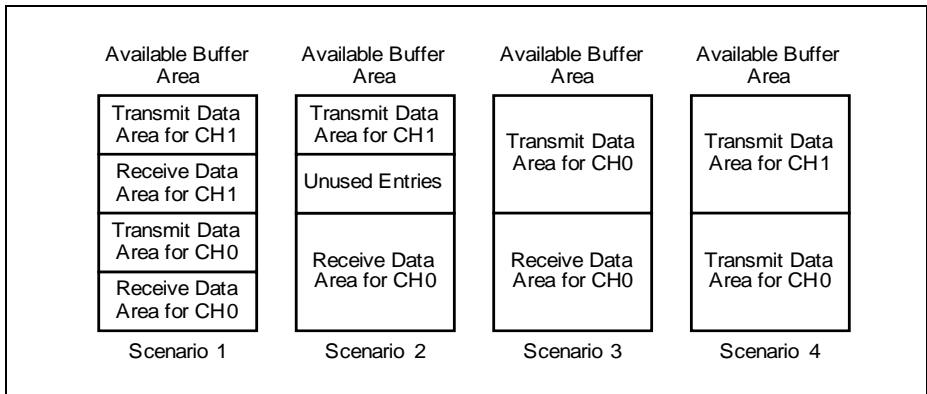 Available Buffer
Area
Transmit Data
Area for CH1
Receive Data
Area for CH1
Transmit Data
Area for CH0
Receive Data
Area for CH0
Scenario 1
Available Buffer
Area
Transmit Data
Area for CH1
Unused Entries
Receive Data
Area for CH0
Scenario 2
Available Buffer
Area
Transmit Data
Area for CH0
Receive Data
Area for CH0
Scenario 3
Available Buffer
Area
Transmit Data
Area for CH1
Transmit Data
Area for CH0
Scenario 4